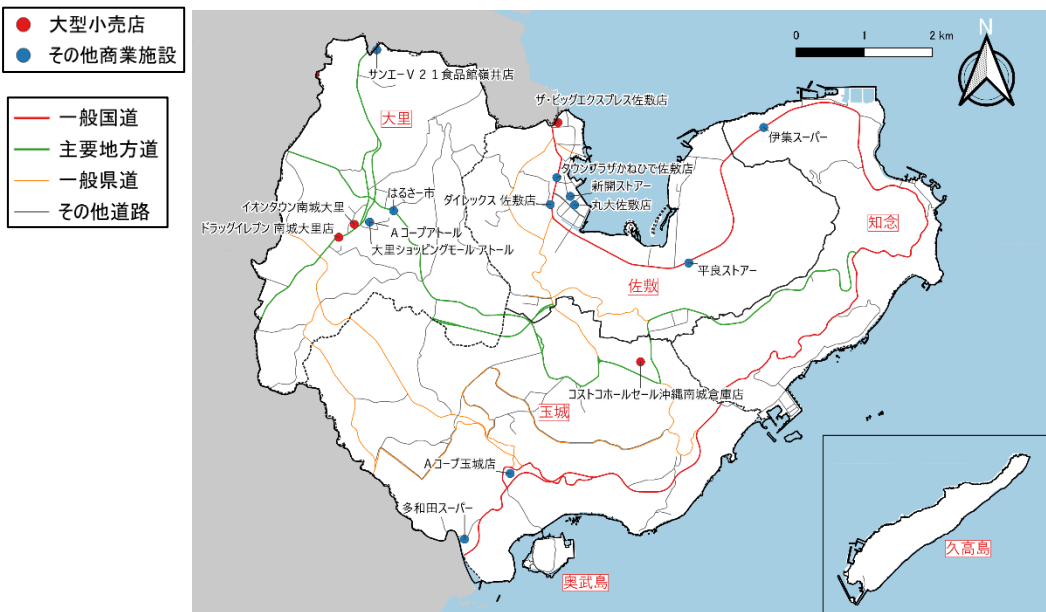 大型小売店
その他商業施設
一般国道
主要地方道
一般県道
その他道路
0 1 2 km
N
サンエーV21食品館嶺井店
大里
ザ・ビッグエクスプレス佐敷店
伊集スーパー
タウンプラザかねひで佐敷店
新開ストアー
はるさー市
ダイレックス 佐敷店
丸大佐敷店
イオンタウン南城大里
Aコープアトール
ドラッグイレブン 南城大里店
大里ショッピングモール アトール
知念
平良ストアー
佐敷
コストコホールセール沖縄南城倉庫店
玉城
Aコープ玉城店
多和田スーパー
奥武島
久高島